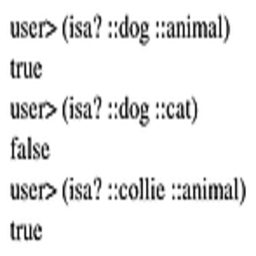 user> (isa? ::dog ::animal)
true
user> (isa? ::dog ::cat)
false
user> (isa? ::collie ::animal)
true